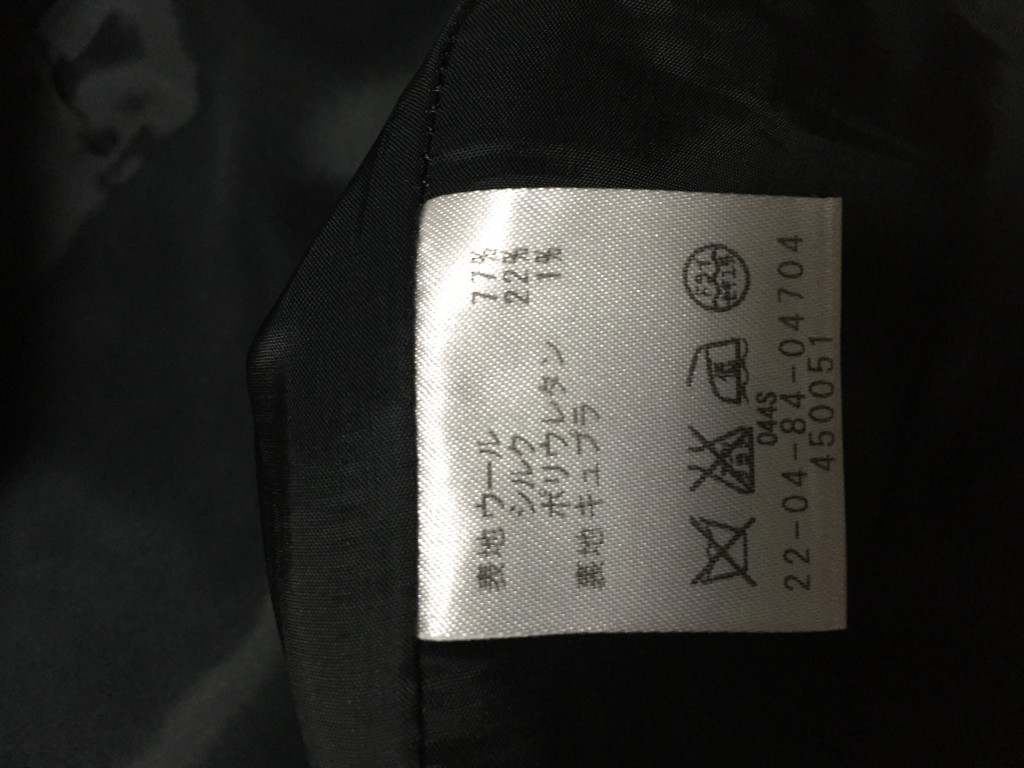 表地 ウール 77%
シルク 22%
ポリウレタン 1%
裏地 キュプラ
044S
22-04-84-04704
450051